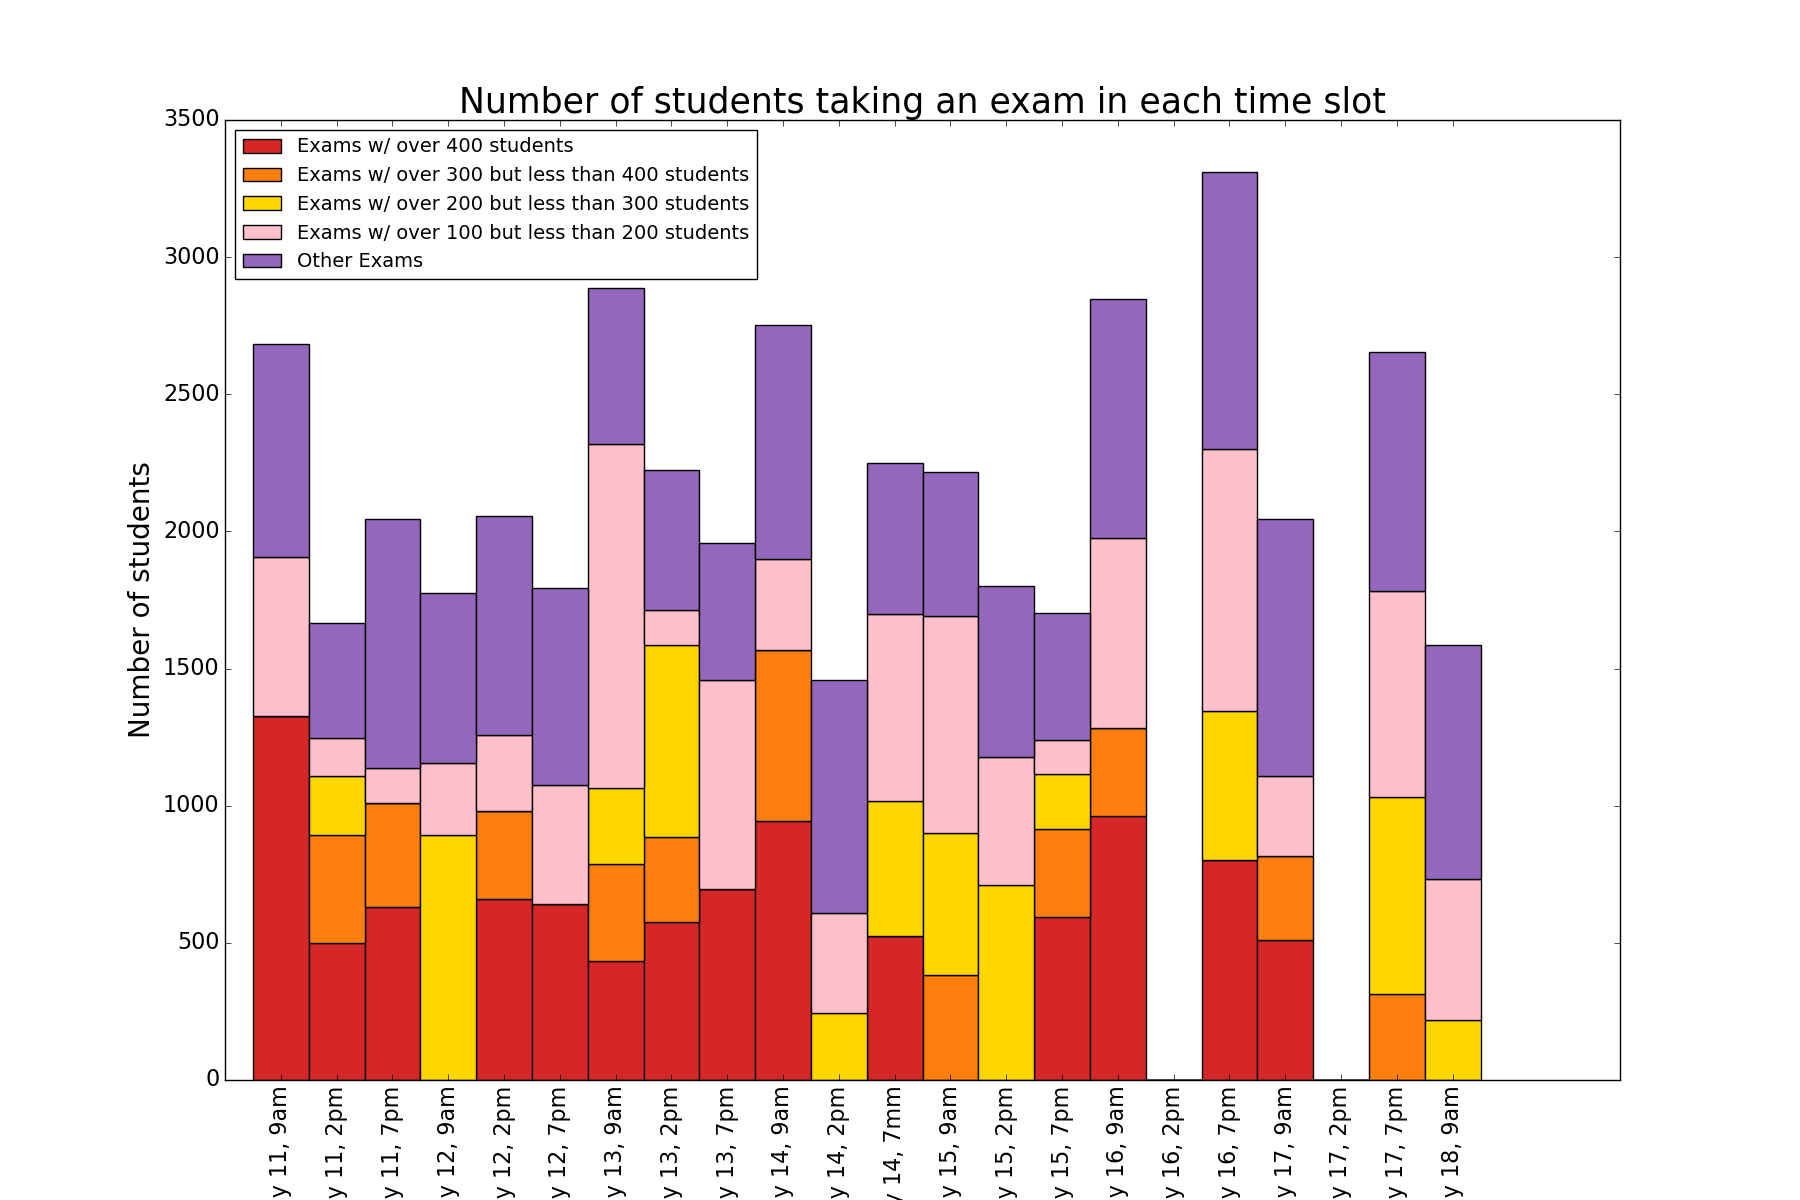 Number of students taking an exam in each time slot
Exams w/ over 400 students
Exams w/ over 300 but less than 400 students
Exams w/ over 200 but less than 300 students
Exams w/ over 100 but less than 200 students
Other Exams
Number of students
3500
3000
2500
2000
1500
1000
500
0
y 11, 9am
y 11, 2pm
y 11, 7pm
y 12, 9am
y 12, 2pm
y 12, 7pm
y 13, 9am
y 13, 2pm
y 13, 7pm
y 14, 9am
y 14, 2pm
y 14, 7mm
y 15, 9am
y 15, 2pm
y 15, 7pm
y 16, 9am
y 16, 2pm
y 16, 7pm
y 17, 9am
y 17, 2pm
y 17, 7pm
y 18, 9am